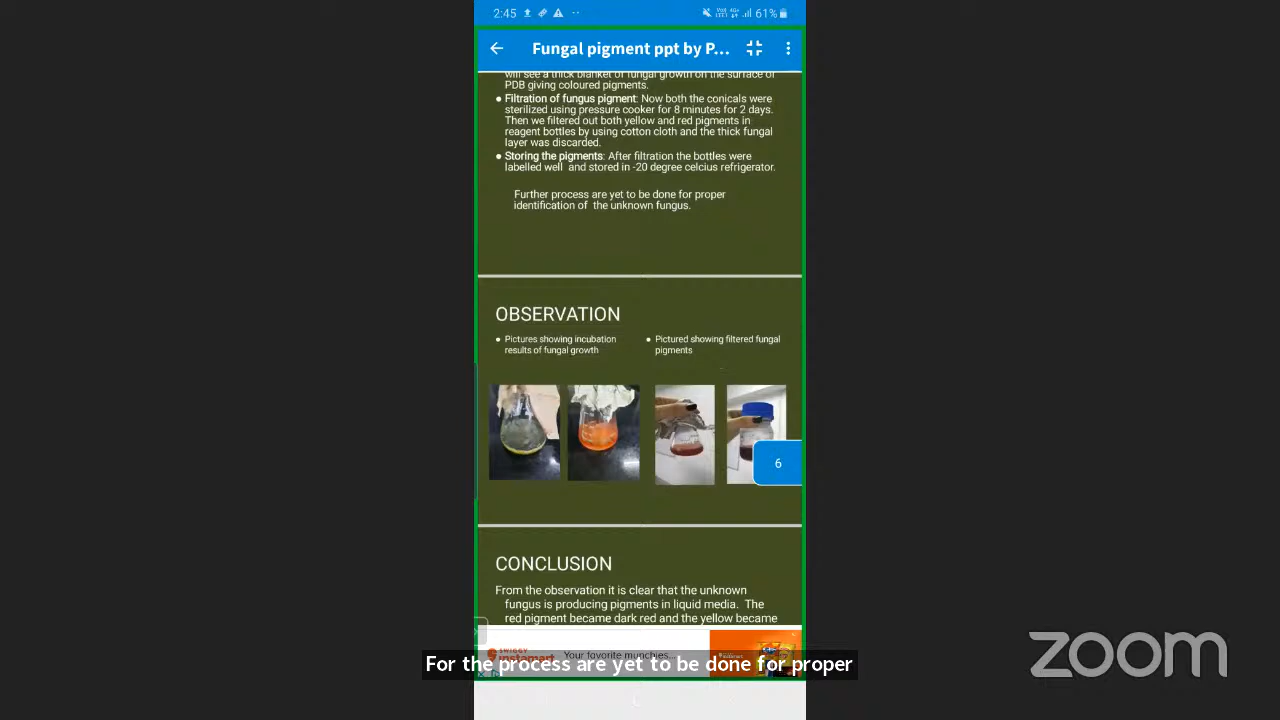 2:45
61%
Fungal pigment ppt by P...
will see a thick blanket of fungal growth on the surface of
PDB giving coloured pigments.
● Filtration of fungus pigment: Now both the conicals were
sterilized using pressure cooker for 8 minutes for 2 days.
Then we filtered out both yellow and red pigments in
reagent bottles by using cotton cloth and the thick fungal
layer was discarded.
● Storing the pigments: After filtration the bottles were
labelled well and stored in -20 degree celcius refrigerator.
Further process are yet to be done for proper
identification of the unknown fungus.
OBSERVATION
● Pictures showing incubation
results of fungal growth
● Pictured showing filtered fungal
pigments
6
CONCLUSION
From the observation it is clear that the unknown
fungus is producing pigments in liquid media. The
red pigment became dark red and the yellow became
SWIGGY
instamart
Your favorite munchies...
For the process are yet to be done for proper
zoom